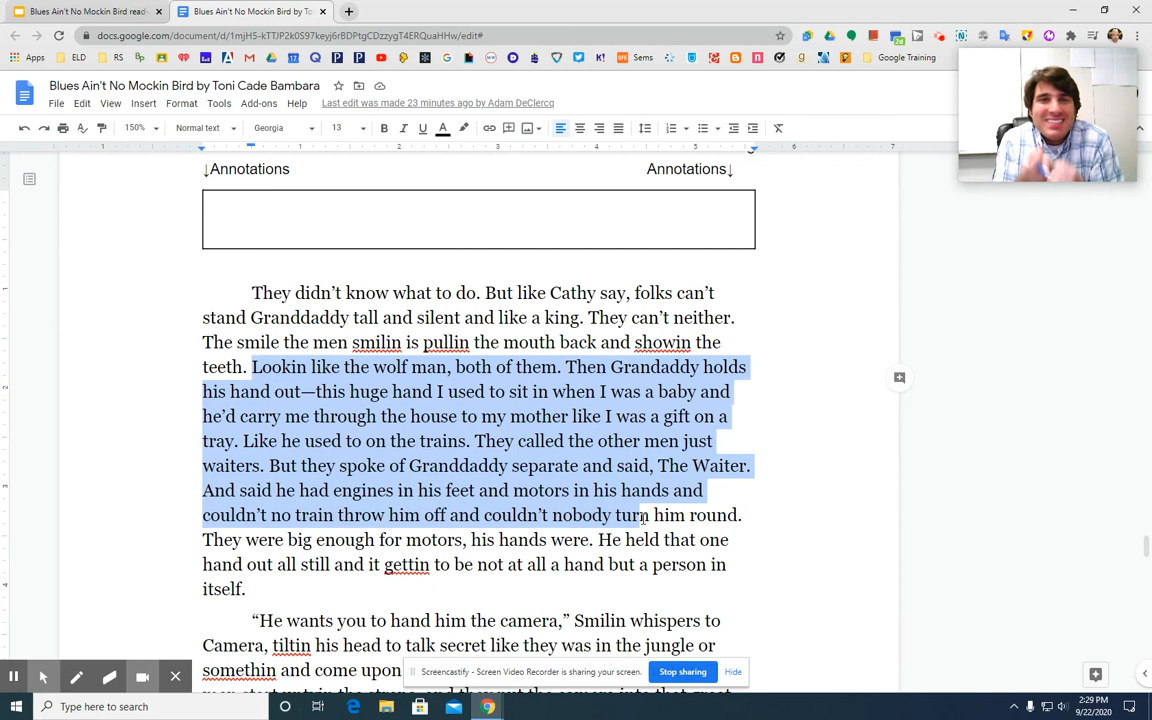 Blues Ain't No Mockin Bird read-
Blues Ain't No Mockin Bird by To
docs.google.com/document/d/1mjH5-kTTJP2k0S97keyj6rBDPtgCDzzygT4ERQuaHHw/edit#
Apps
ELD
RS
BG
Sems
Google Training
Blues Ain't No Mockin Bird by Toni Cade Bambara
File Edit View Insert Format Tools Add-ons Help Last edit was made 23 minutes ago by Adam DeClercq
150% Normal text Georgia 13
↓Annotations Annotations↓
They didn't know what to do. But like Cathy say, folks can't
stand Granddaddy tall and silent and like a king. They can't neither.
The smile the men smilin is pullin the mouth back and showin the
teeth. Lookin like the wolf man, both of them. Then Grandaddy holds
his hand out—this huge hand I used to sit in when I was a baby and
he'd carry me through the house to my mother like I was a gift on a
tray. Like he used to on the trains. They called the other men just
waiters. But they spoke of Granddaddy separate and said, The Waiter.
And said he had engines in his feet and motors in his hands and
couldn't no train throw him off and couldn't nobody turn him round.
They were big enough for motors, his hands were. He held that one
hand out all still and it gettin to be not at all a hand but a person in
itself.
"He wants you to hand him the camera," Smilin whispers to
Camera, tiltin his head to talk secret like they was in the jungle or
somethin and come upon
Screencastify - Screen Video Recorder is sharing your screen. Stop sharing Hide
Type here to search
2:29 PM
9/22/2020